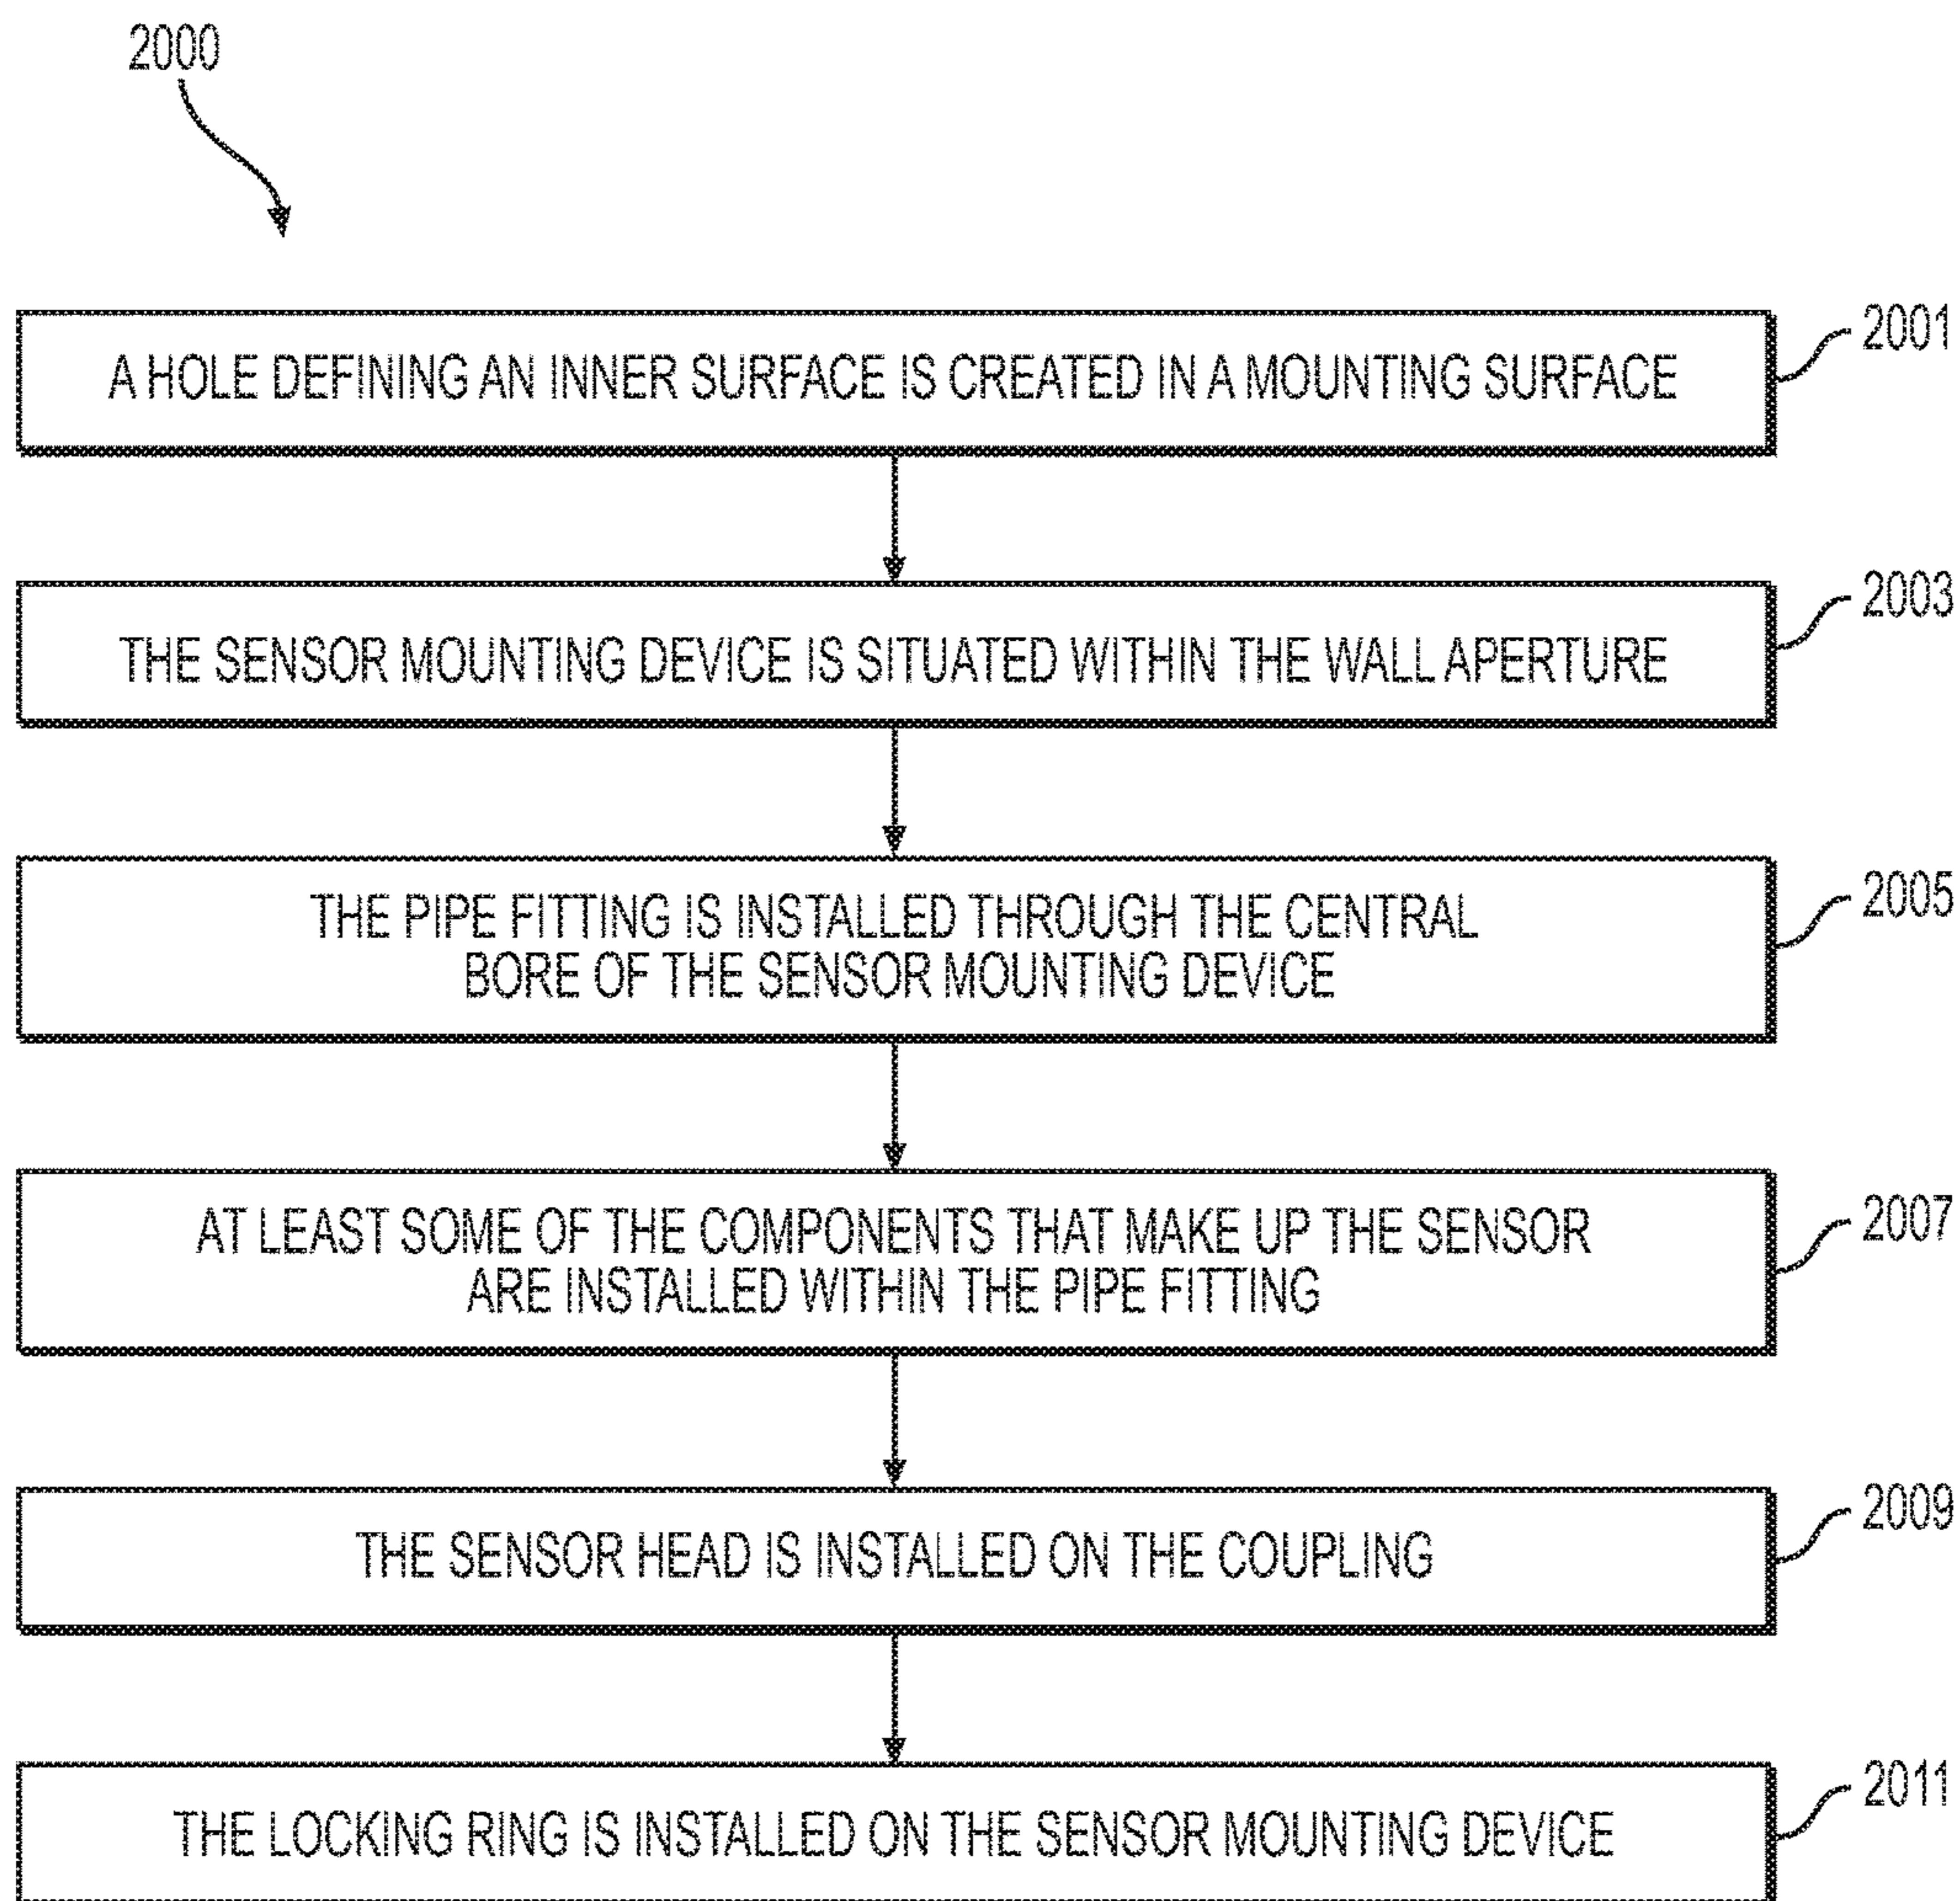 2000
A HOLE DEFINING AN INNER SURFACE IS CREATED IN A MOUNTING SURFACE
2001
THE SENSOR MOUNTING DEVICE IS SITUATED WITHIN THE WALL APERTURE
2003
THE PIPE FITTING IS INSTALLED THROUGH THE CENTRAL
BORE OF THE SENSOR MOUNTING DEVICE
2005
AT LEAST SOME OF THE COMPONENTS THAT MAKE UP THE SENSOR
ARE INSTALLED WITHIN THE PIPE FITTING
2007
THE SENSOR HEAD IS INSTALLED ON THE COUPLING
2009
THE LOCKING RING IS INSTALLED ON THE SENSOR MOUNTING DEVICE
2011